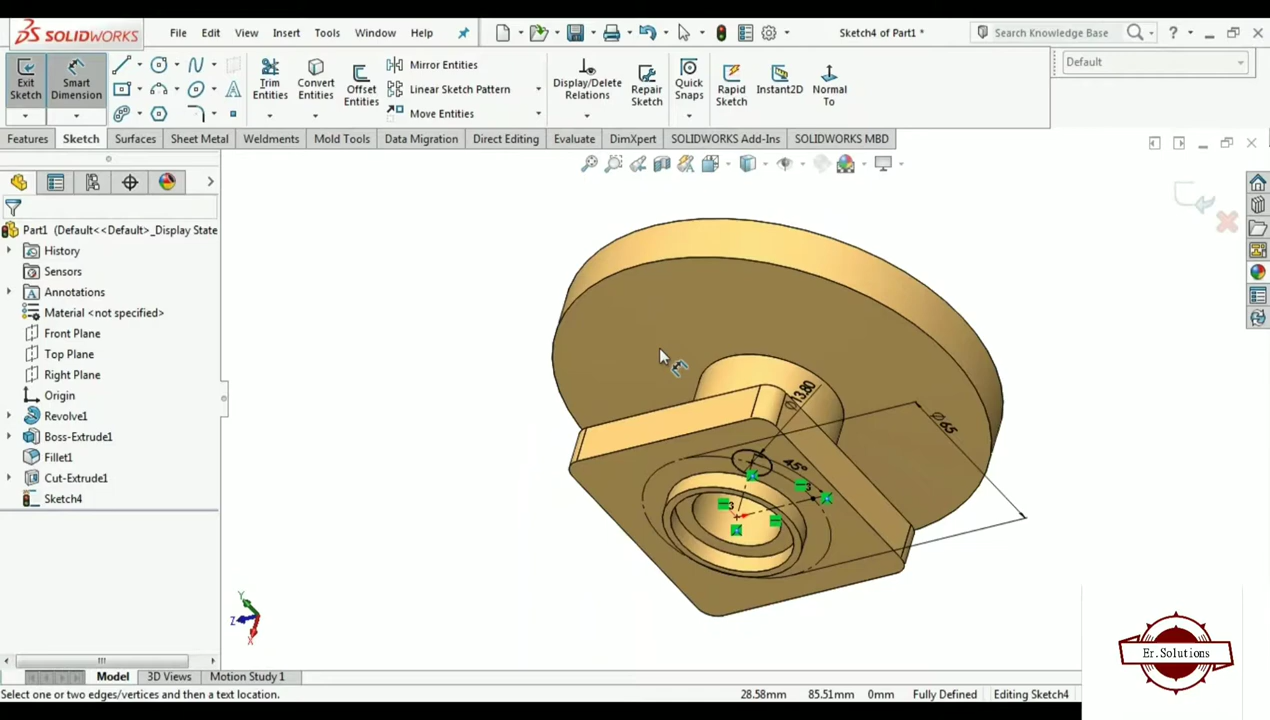 SOLIDWORKS
File Edit View Insert Tools Window Help
Sketch4 of Part1 *
Search Knowledge Base
Exit Sketch
Smart Dimension
Trim Entities
Convert Entities
Offset Entities
Mirror Entities
Linear Sketch Pattern
Move Entities
Display/Delete Relations
Repair Sketch
Quick Snaps
Rapid Sketch
Instant2D
Normal To
Default
Features Sketch Surfaces Sheet Metal Weldments Mold Tools Data Migration Direct Editing Evaluate DimXpert SOLIDWORKS Add-Ins SOLIDWORKS MBD
Part1 (Default<<Default>_Display State
History
Sensors
Annotations
Material <not specified>
Front Plane
Top Plane
Right Plane
Origin
Revolve1
Boss-Extrude1
Fillet1
Cut-Extrude1
Sketch4
Ø13.80
Ø65
45°
3
3
Y
Z
X
Er.Solutions
Model 3D Views Motion Study 1
Select one or two edges/vertices and then a text location.
28.58mm 85.51mm 0mm Fully Defined Editing Sketch4